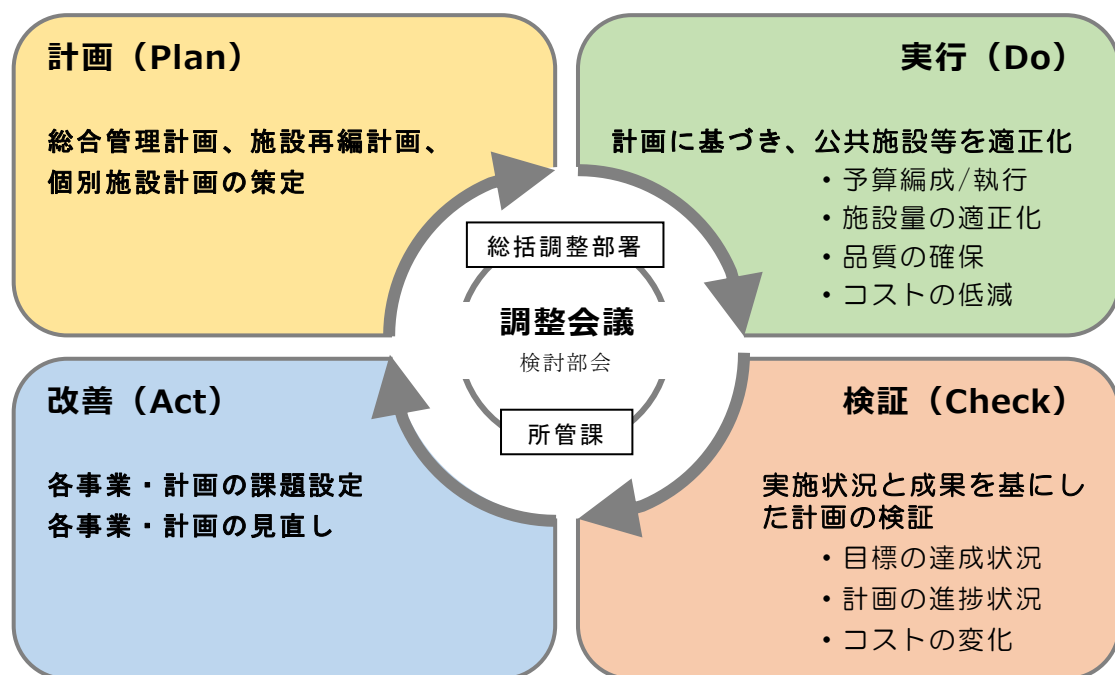 計画（Plan）
総合管理計画、施設再編計画、
個別施設計画の策定
実行（Do）
計画に基づき、公共施設等を適正化
・予算編成/執行
・施設量の適正化
・品質の確保
・コストの低減
総括調整部署
調整会議
検討部会
所管課
改善（Act）
各事業・計画の課題設定
各事業・計画の見直し
検証（Check）
実施状況と成果を基にし
た計画の検証
・目標の達成状況
・計画の進捗状況
・コストの変化